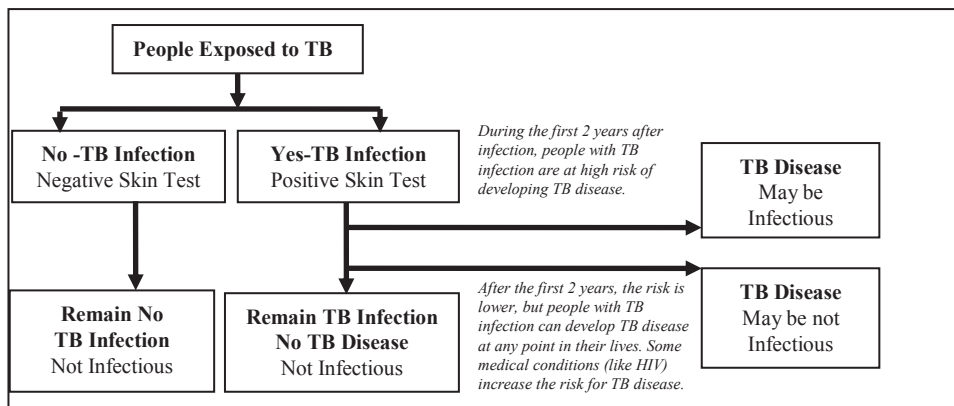 People Exposed to TB
No -TB Infection
Negative Skin Test
Yes-TB Infection
Positive Skin Test
During the first 2 years after
infection, people with TB
infection are at high risk of
developing TB disease.
TB Disease
May be
Infectious
Remain No
TB Infection
Not Infectious
Remain TB Infection
No TB Disease
Not Infectious
After the first 2 years, the risk is
lower, but people with TB
infection can develop TB disease
at any point in their lives. Some
medical conditions (like HIV)
increase the risk for TB disease.
TB Disease
May be not
Infectious